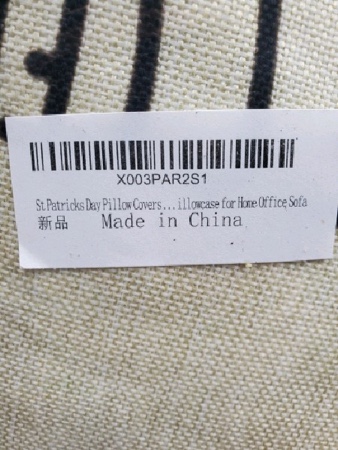 X003PAR2S1
St.Patricks Day Pillow Covers...illowcase for Home Office Sofa
新品 Made in China